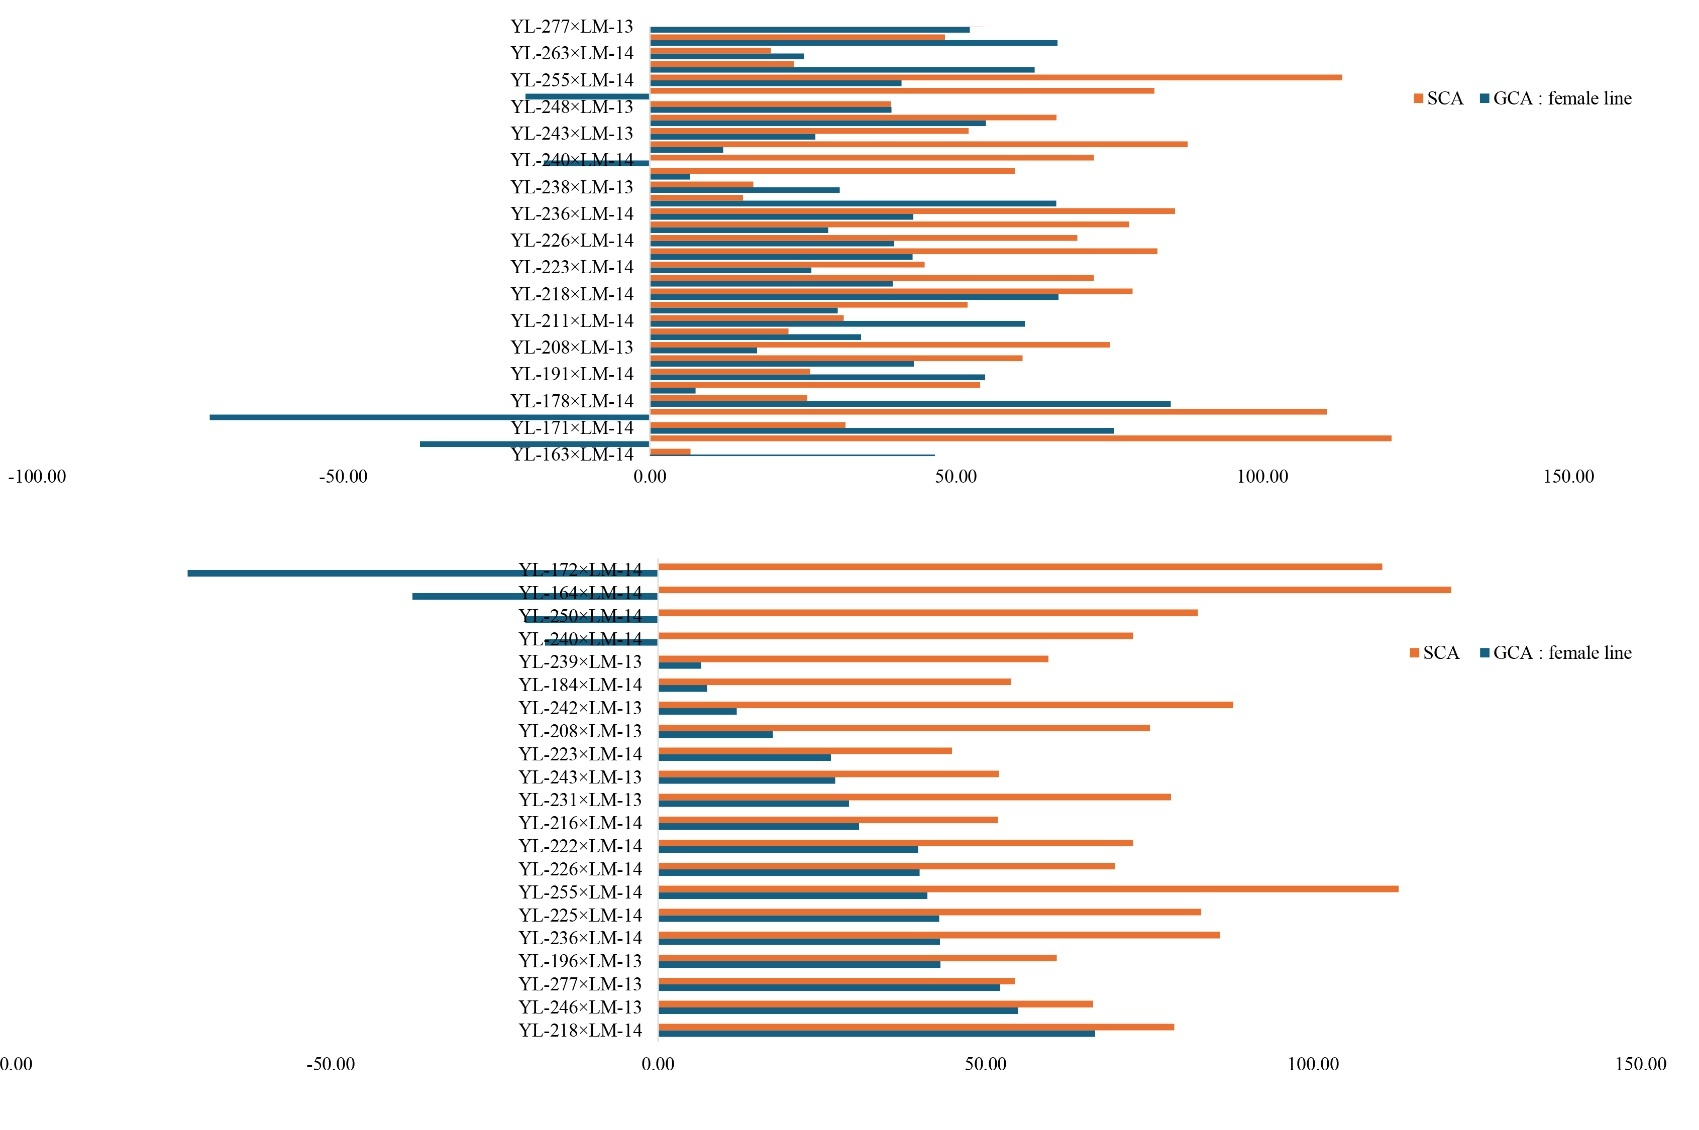 YL-277×LM-13
YL-263×LM-14
YL-255×LM-14
SCA GCA : female line
YL-248×LM-13
YL-243×LM-13
YL-240×LM-14
YL-238×LM-13
YL-236×LM-14
YL-226×LM-14
YL-223×LM-14
YL-218×LM-14
YL-211×LM-14
YL-208×LM-13
YL-191×LM-14
YL-178×LM-14
YL-171×LM-14
YL-163×LM-14
-100.00 -50.00 0.00 50.00 100.00 150.00
YL-172×LM-14
YL-164×LM-14
YL-250×LM-14
YL-240×LM-14
SCA GCA : female line
YL-239×LM-13
YL-184×LM-14
YL-242×LM-13
YL-208×LM-13
YL-223×LM-14
YL-243×LM-13
YL-231×LM-13
YL-216×LM-14
YL-222×LM-14
YL-226×LM-14
YL-255×LM-14
YL-225×LM-14
YL-236×LM-14
YL-196×LM-13
YL-277×LM-13
YL-246×LM-13
YL-218×LM-14
0.00 -50.00 0.00 50.00 100.00 150.00